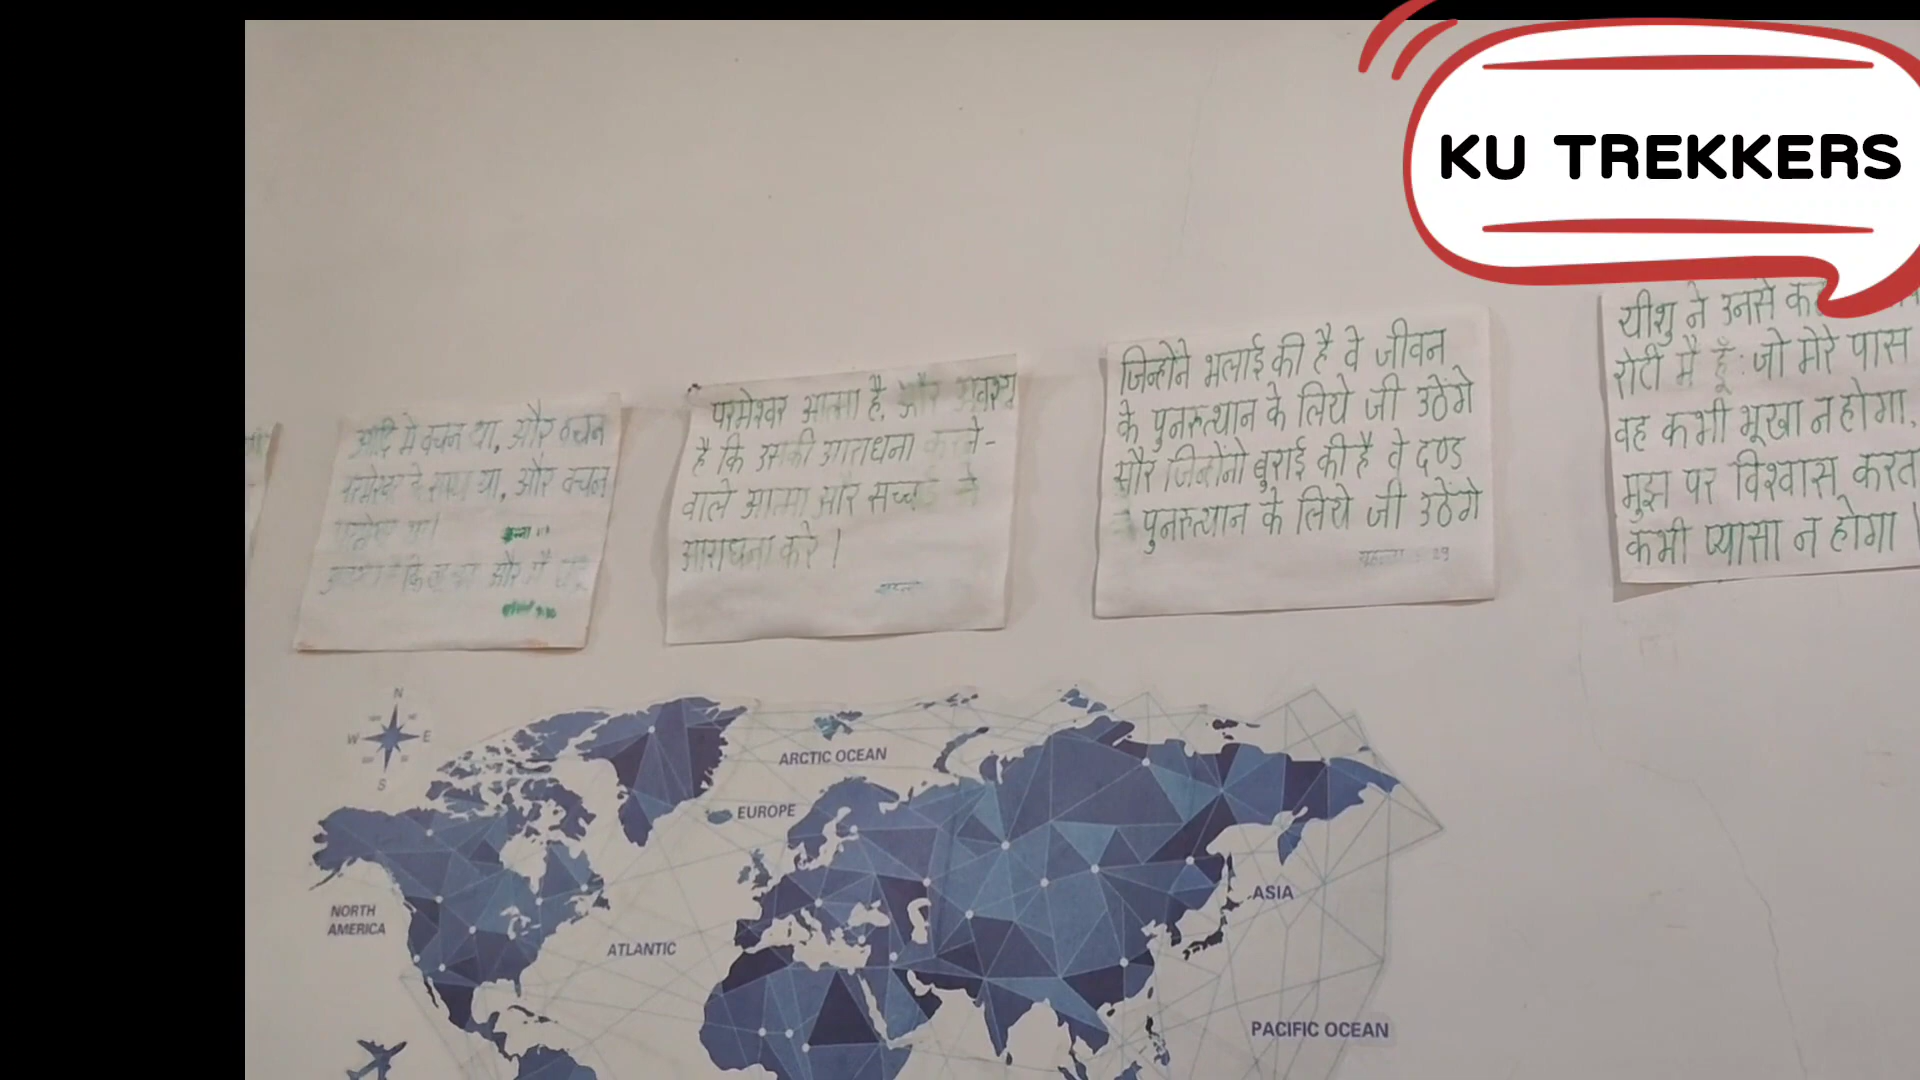 KU TREKKERS
आदि मे वचन था, और वचन
परमेश्वर के साथ था, और वचन
परमेश्वर था।
और मैं
परमेश्वर आत्मा है, और अवश्य
है कि उसकी आराधना करने-
वाले आत्मा और सच्चाई से
आराधना करे।
जिन्होंने भलाई की है वे जीवन
के पुनरुत्थान के लिये जी उठेंगे
और जिन्होंनो बुराई की है वे दण्ड
पुनरुत्थान के लिये जी उठेंगे
29
यीशु ने उनसे
रोटी मै हूँ: जो मेरे पास
वह कभी भूखा न होगा,
मुझ पर विश्वास करता
कभी प्यासा न होगा।
N
W E
S
ARCTIC OCEAN
EUROPE
NORTH
AMERICA
ATLANTIC
ASIA
PACIFIC OCEAN